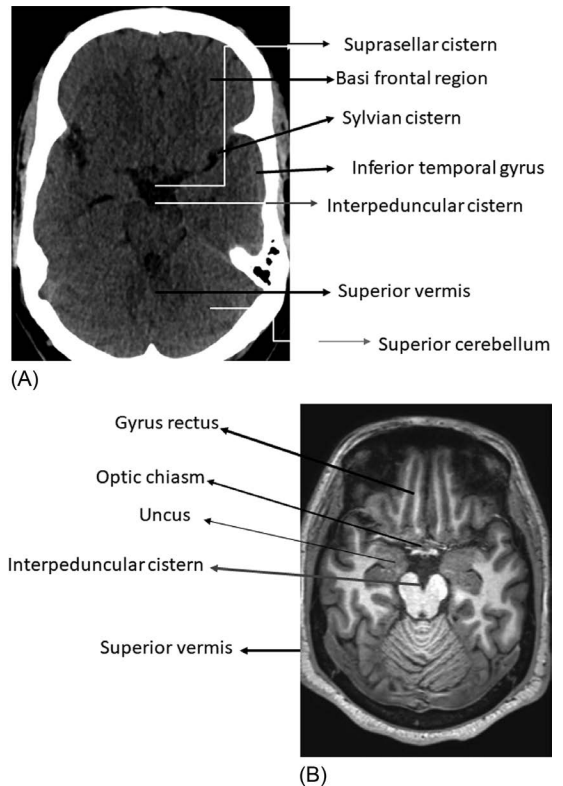 Suprasellar cistern
Basi frontal region
Sylvian cistern
Inferior temporal gyrus
Interpeduncular cistern
Superior vermis
Superior cerebellum
(A)
Gyrus rectus
Optic chiasm
Uncus
Interpeduncular cistern
Superior vermis
(B)